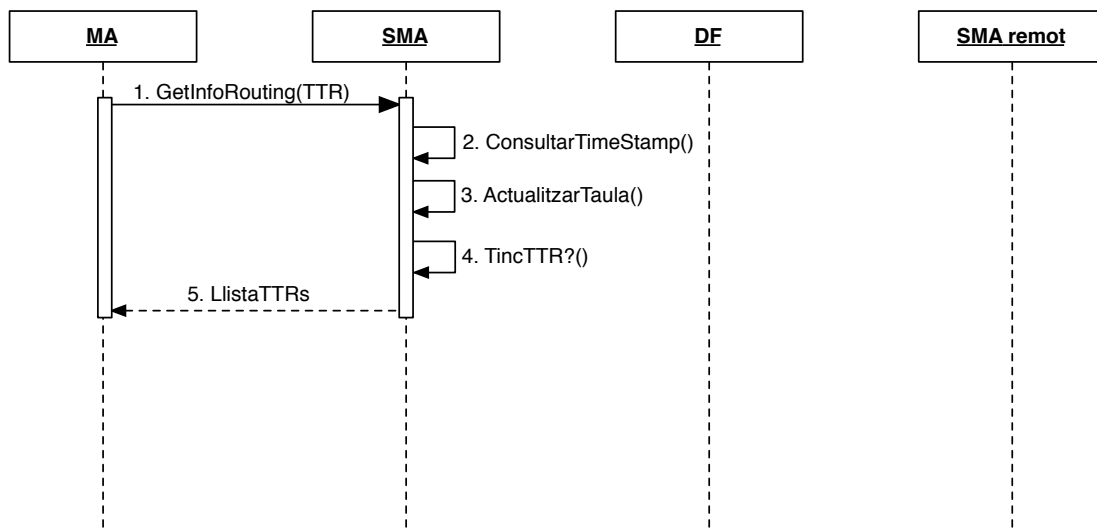 MA
SMA
DF
SMA remot
1. GetInfoRouting(TTR)
2. ConsultarTimeStamp()
3. ActualitzarTaula()
4. TincTTR?()
5. LlistaTTRs